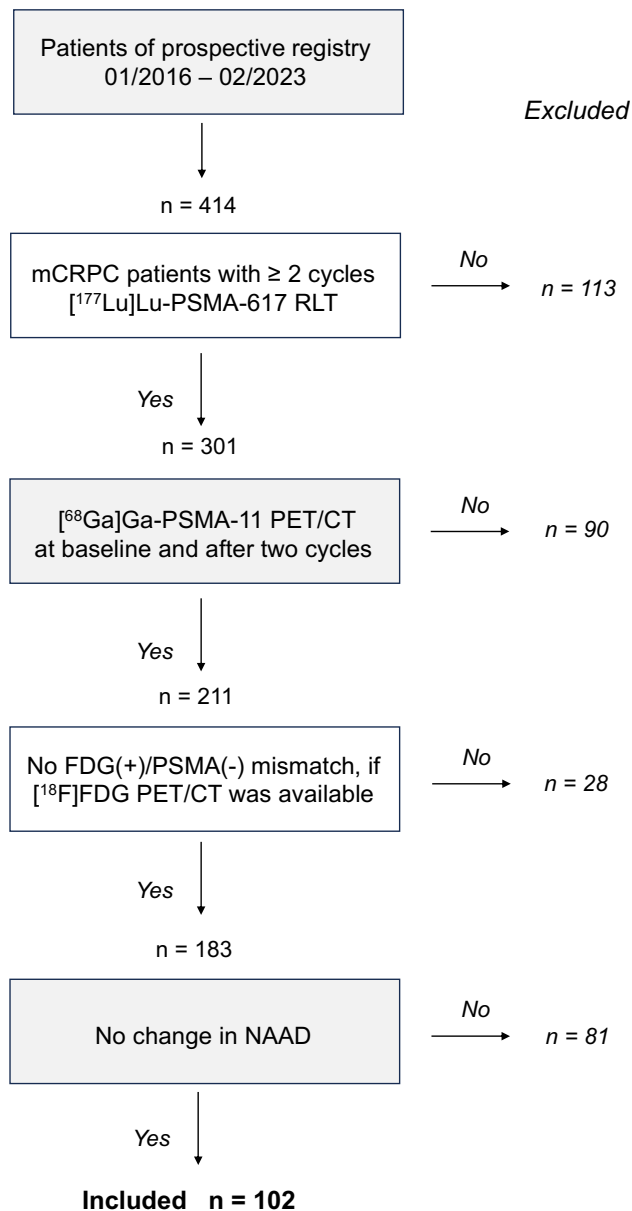 Patients of prospective registry
01/2016 – 02/2023
Excluded
n = 414
mCRPC patients with ≥ 2 cycles
[¹⁷⁷Lu]Lu-PSMA-617 RLT
No
n = 113
Yes
n = 301
[⁶⁸Ga]Ga-PSMA-11 PET/CT
at baseline and after two cycles
No
n = 90
Yes
n = 211
No FDG(+)/PSMA(-) mismatch, if
[¹⁸F]FDG PET/CT was available
No
n = 28
Yes
n = 183
No change in NAAD
No
n = 81
Yes
Included n = 102